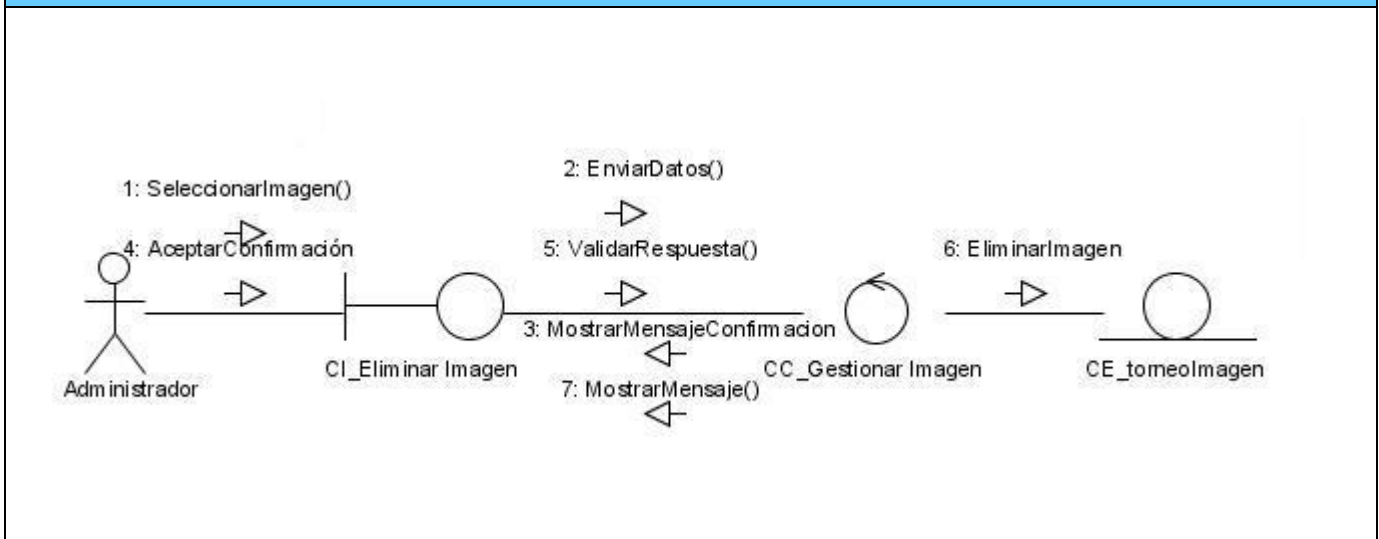 2: EnviarDatos()
1: SeleccionarImagen()
4: AceptarConfirmación
5: ValidarRespuesta()
6: EliminarImagen
3: MostrarMensajeConfirmacion
CI_Eliminar Imagen
CC_Gestionar Imagen
CE_torneoImagen
Administrador
7: MostrarMensaje()